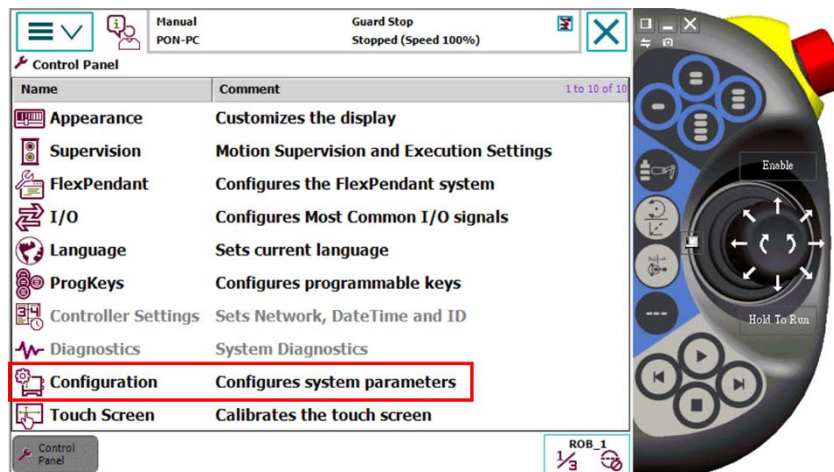 Manual
PON-PC
Guard Stop
Stopped (Speed 100%)
Control Panel
Name Comment 1 to 10 of 10
Appearance Customizes the display
Supervision Motion Supervision and Execution Settings
FlexPendant Configures the FlexPendant system
I/O Configures Most Common I/O signals
Language Sets current language
ProgKeys Configures programmable keys
Controller Settings Sets Network, DateTime and ID
Diagnostics System Diagnostics
Configuration Configures system parameters
Touch Screen Calibrates the touch screen
Control
Panel
ROB_1
1/3
Enable
Hold To Run